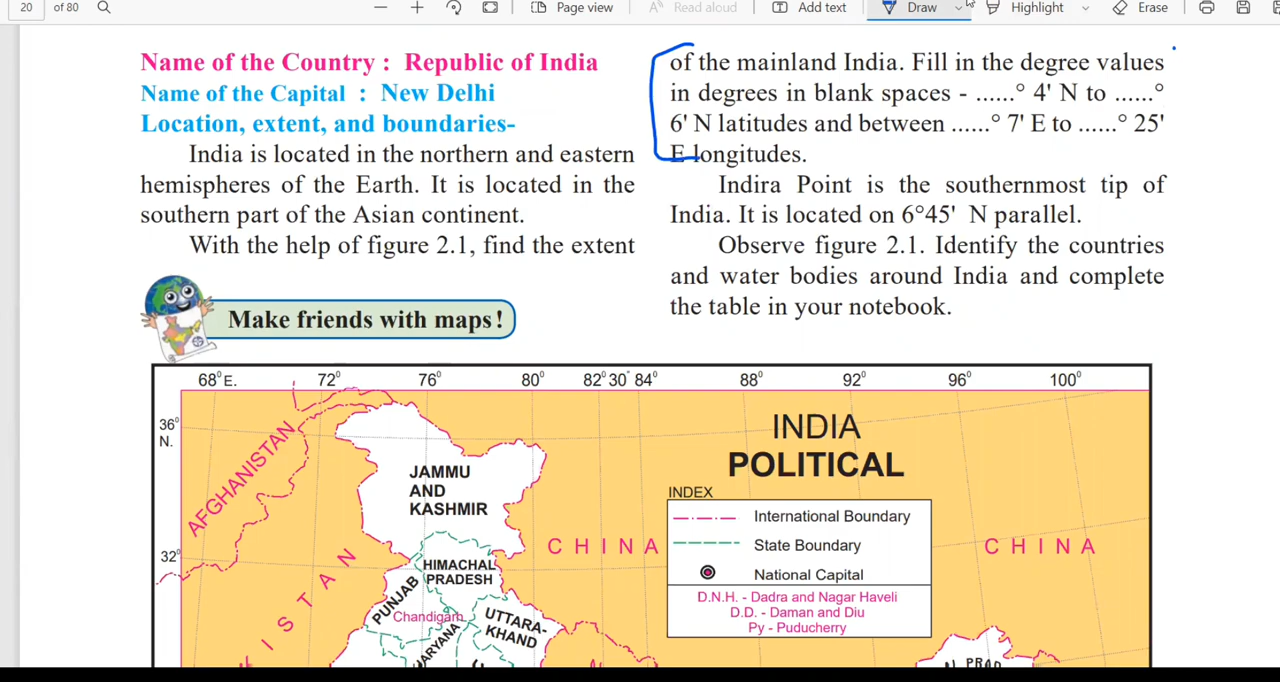 20 of 80 Page view Read aloud Add text Draw Highlight Erase
Name of the Country : Republic of India
Name of the Capital : New Delhi
Location, extent, and boundaries-
India is located in the northern and eastern
hemispheres of the Earth. It is located in the
southern part of the Asian continent.
With the help of figure 2.1, find the extent
of the mainland India. Fill in the degree values
in degrees in blank spaces - ......° 4' N to ......°
6' N latitudes and between ......° 7' E to ......° 25'
E longitudes.
Indira Point is the southernmost tip of
India. It is located on 6°45' N parallel.
Observe figure 2.1. Identify the countries
and water bodies around India and complete
the table in your notebook.
Make friends with maps!
68° E. 72° 76° 80° 82° 30' 84° 88° 92° 96° 100°
36°
N.
INDIA
POLITICAL
AFGHANISTAN
JAMMU
AND
KASHMIR
INDEX
International Boundary
State Boundary
National Capital
D.N.H. - Dadra and Nagar Haveli
D.D. - Daman and Diu
Py - Puducherry
32°
CHINA
CHINA
HIMACHAL
PRADESH
PUNJAB
Chandigarh
UTTARA-
KHAND